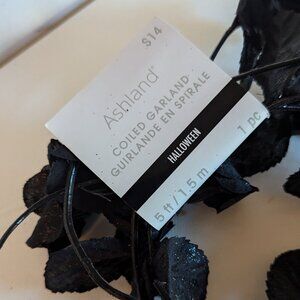 $14
Ashland®
COILED GARLAND
GUIRLANDE EN SPIRALE
HALLOWEEN
5 ft / 1.5 m 1 pc